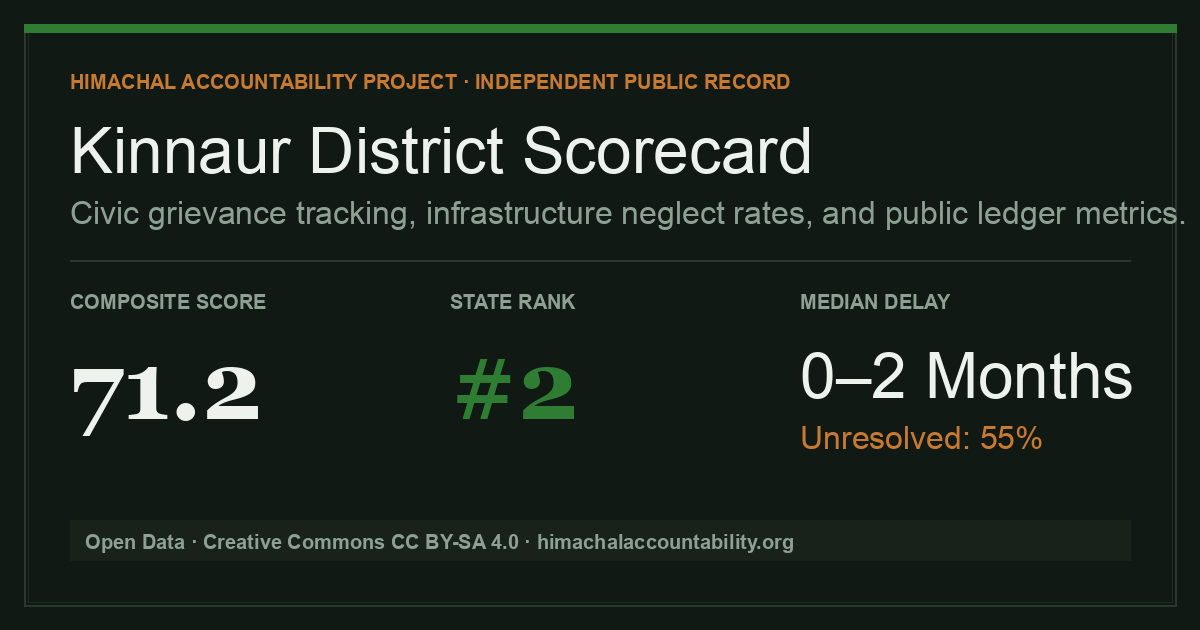 HIMACHAL ACCOUNTABILITY PROJECT · INDEPENDENT PUBLIC RECORD
Kinnaur District Scorecard
Civic grievance tracking, infrastructure neglect rates, and public ledger metrics.
COMPOSITE SCORE
71.2
STATE RANK
#2
MEDIAN DELAY
0–2 Months
Unresolved: 55%
Open Data · Creative Commons CC BY-SA 4.0 · himachalaccountability.org